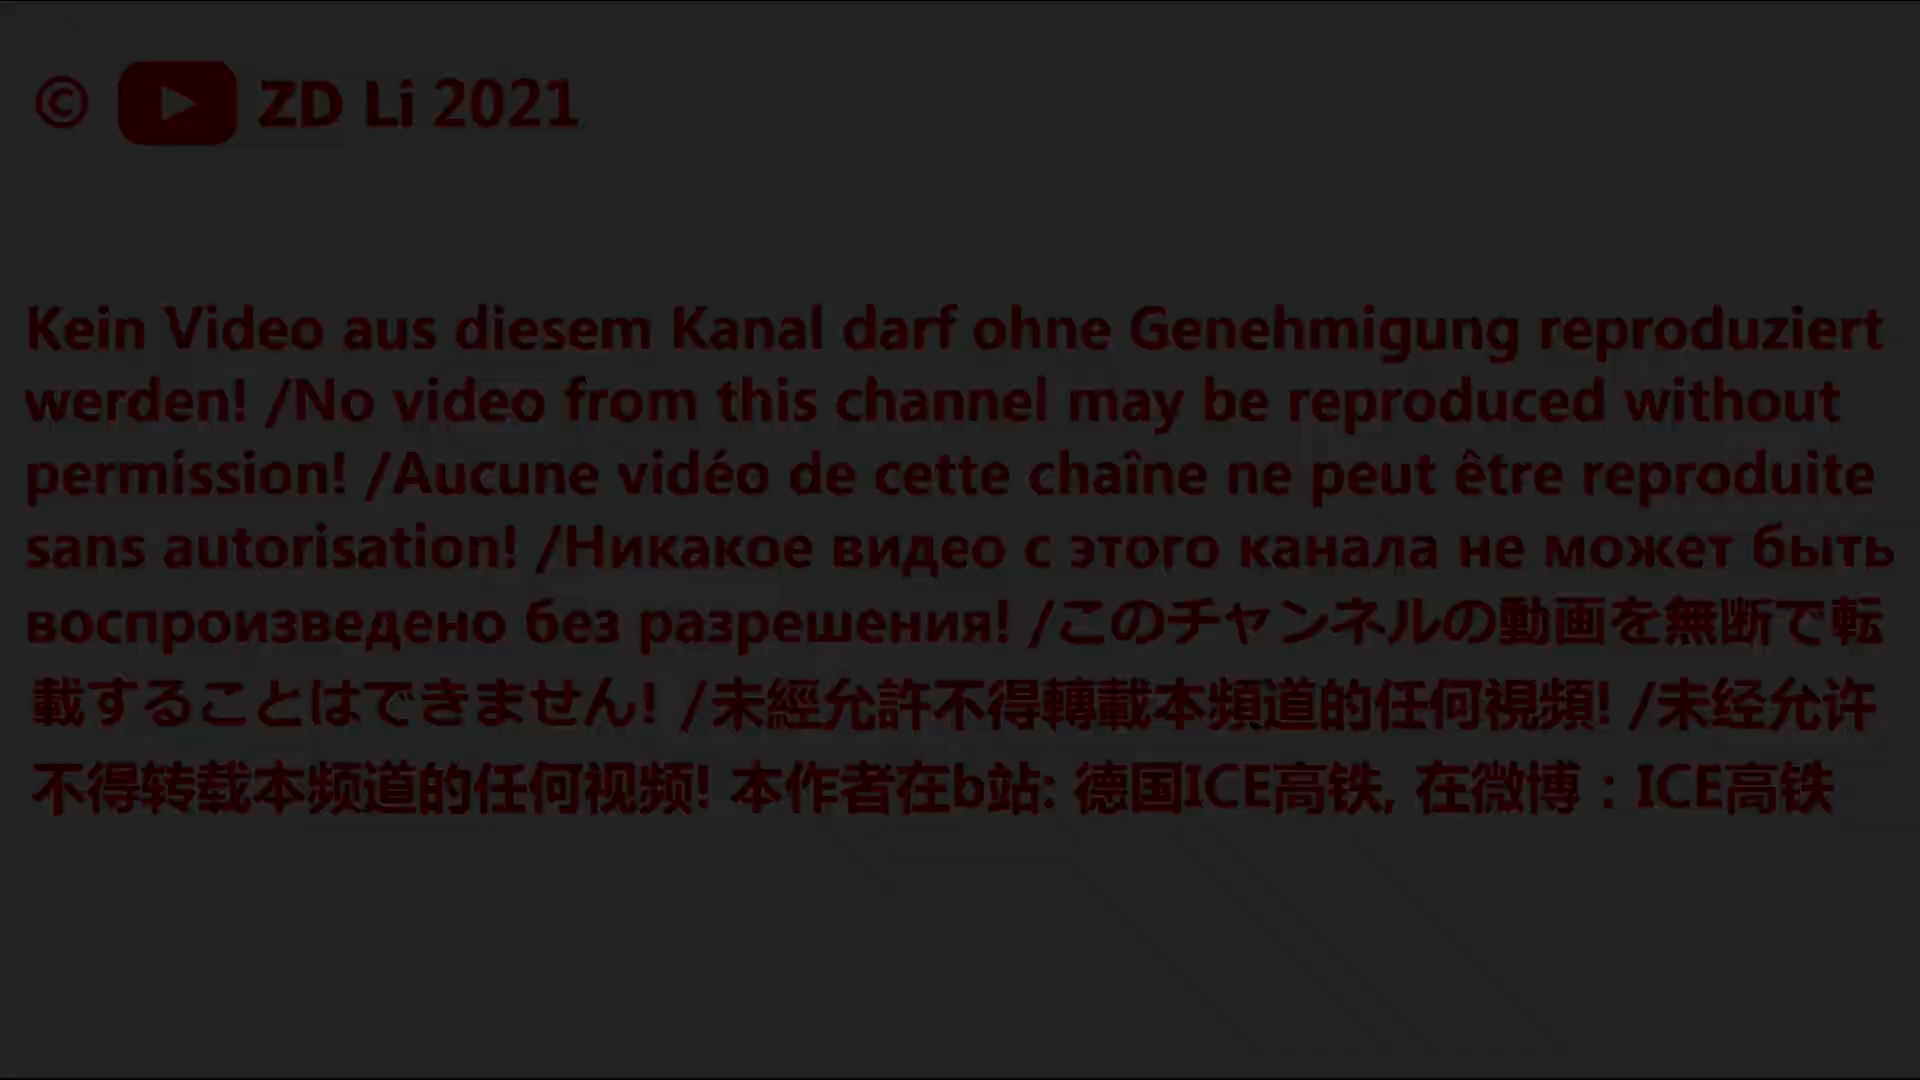 © ZD Li 2021
Kein Video aus diesem Kanal darf ohne Genehmigung reproduziert
werden! /No video from this channel may be reproduced without
permission! /Aucune vidéo de cette chaîne ne peut être reproduite
sans autorisation! /Никакое видео с этого канала не может быть
воспроизведено без разрешения! /このチャンネルの動画を無断で転
載することはできません! /未經允許不得轉載本頻道的任何視頻! /未经允许
不得转载本频道的任何视频! 本作者在b站: 德国ICE高铁, 在微博：ICE高铁